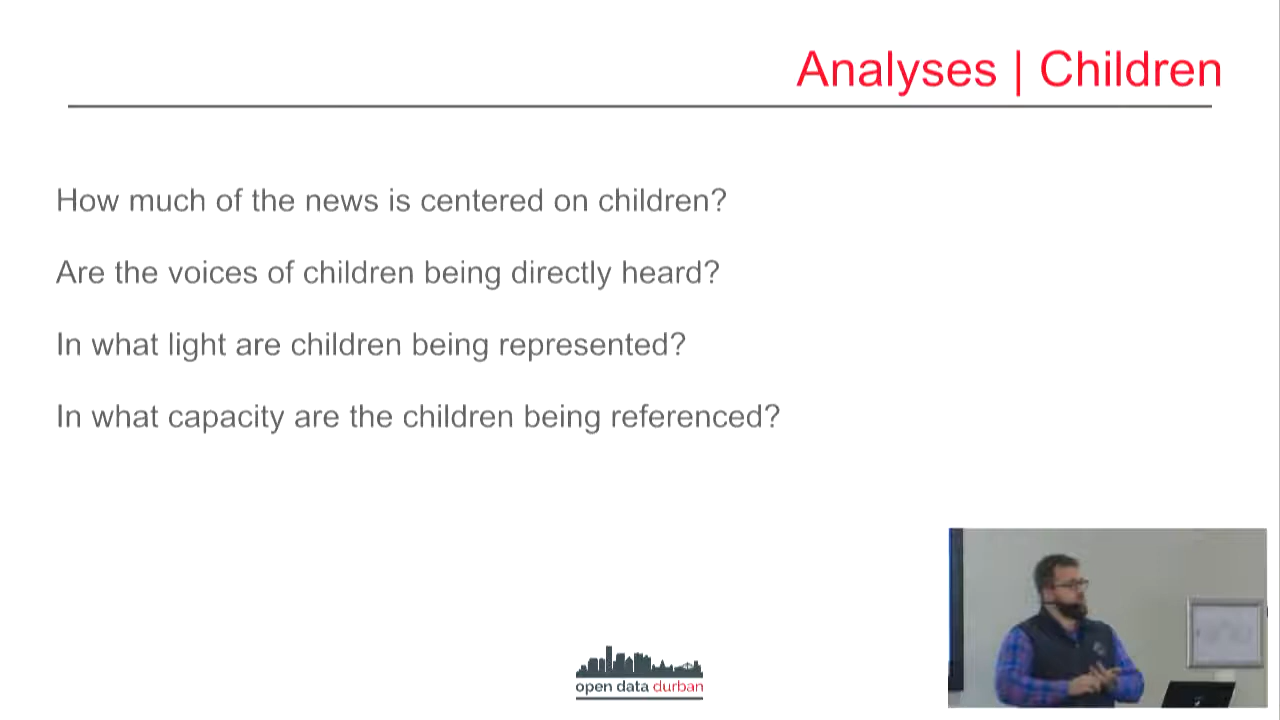 Analyses | Children
How much of the news is centered on children?
Are the voices of children being directly heard?
In what light are children being represented?
In what capacity are the children being referenced?
open data durban